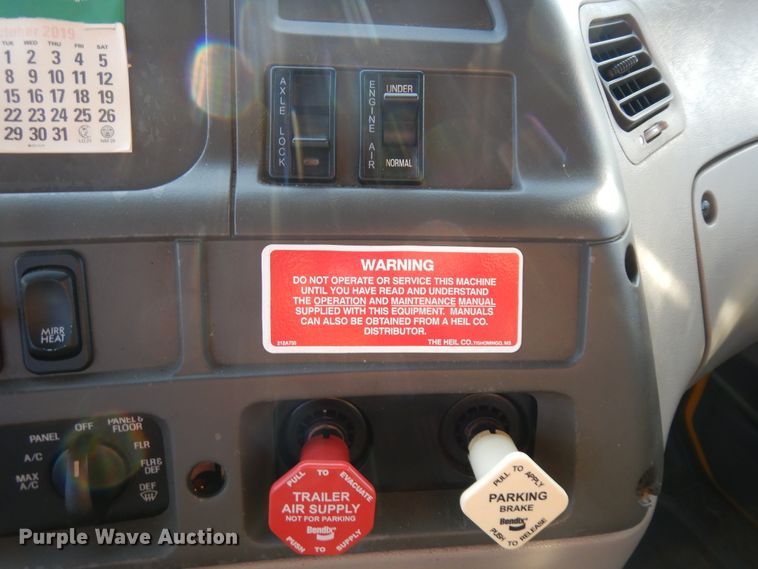 October 2019
TUE WED THU FRI SAT
1 2 3 4 5
8 9 10 11 12
15 16 17 18 19
22 23 24 25 26
29 30 31
AXLE LOCK
ENGINE AIR
UNDER
NORMAL
WARNING
DO NOT OPERATE OR SERVICE THIS MACHINE
UNTIL YOU HAVE READ AND UNDERSTAND
THE OPERATION AND MAINTENANCE MANUAL
SUPPLIED WITH THIS EQUIPMENT. MANUALS
CAN ALSO BE OBTAINED FROM A HEIL CO.
DISTRIBUTOR.
THE HEIL CO. TISHOMINGO, MS
MIRR
HEAT
OFF
PANEL
PANEL &
FLOOR
A/C
FLR
MAX
A/C
FLR &
DEF
DEF
PULL TO EVACUATE
TRAILER
AIR SUPPLY
NOT FOR PARKING
Bendix
PUSH TO SUPPLY
PULL TO APPLY
PARKING
BRAKE
Bendix
PUSH TO RELEASE
Purple Wave Auction